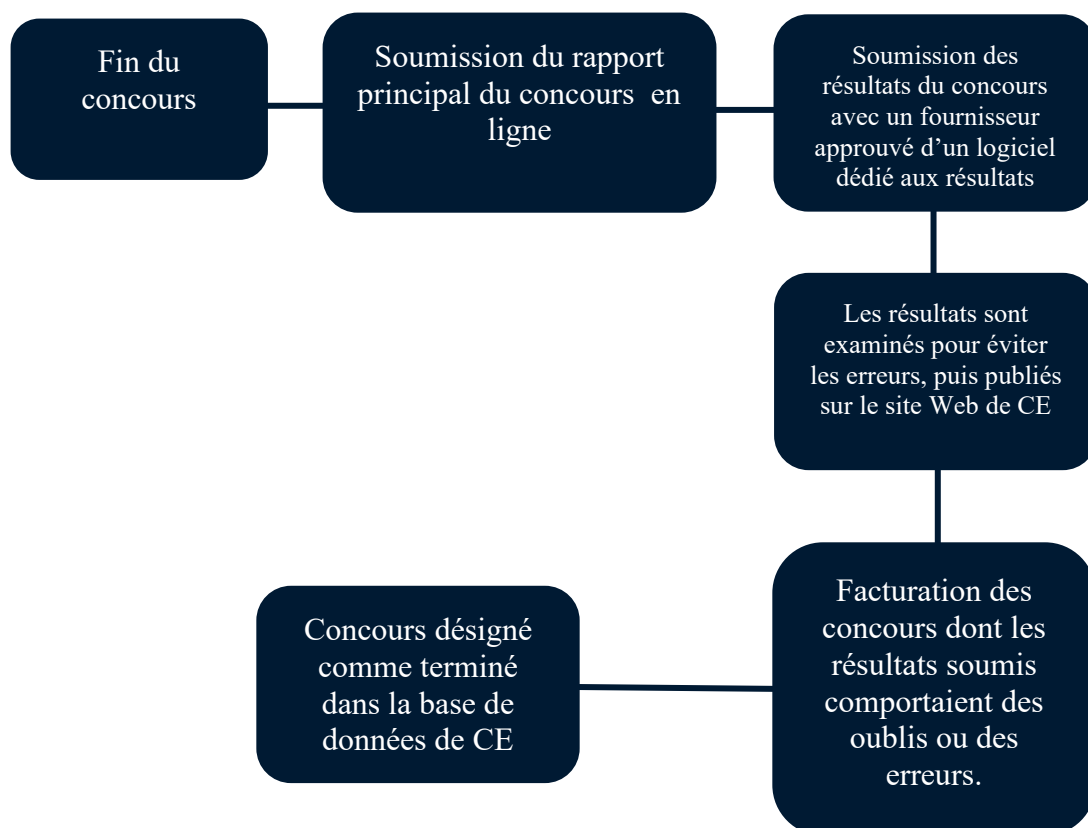 Fin du
concours
Soumission du rapport
principal du concours en
ligne
Soumission des
résultats du concours
avec un fournisseur
approuvé d’un logiciel
dédié aux résultats
Les résultats sont
examinés pour éviter
les erreurs, puis publiés
sur le site Web de CE
Facturation des
concours dont les
résultats soumis
comportaient des
oublis ou des
erreurs.
Concours désigné
comme terminé
dans la base de
données de CE